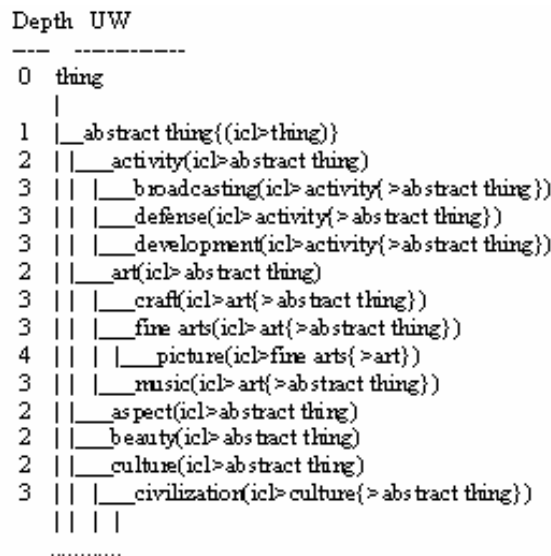 Depth UW
---- -------------
0 thing
|
1 |__abstract thing{(icl>thing)}
2 | |___activity(icl>abstract thing)
3 | | |___broadcasting(icl>activity{>abstract thing})
3 | | |___defense(icl>activity{>abstract thing})
3 | | |___development(icl>activity{>abstract thing})
2 | |___art(icl>abstract thing)
3 | | |___craft(icl>art{>abstract thing})
3 | | |___fine arts(icl>art{>abstract thing})
4 | | | |___picture(icl>fine arts{>art})
3 | | |___music(icl>art{>abstract thing})
2 | |___aspect(icl>abstract thing)
2 | |___beauty(icl>abstract thing)
2 | |___culture(icl>abstract thing)
3 | | |___civilization(icl>culture{>abstract thing})
| | | |
...........